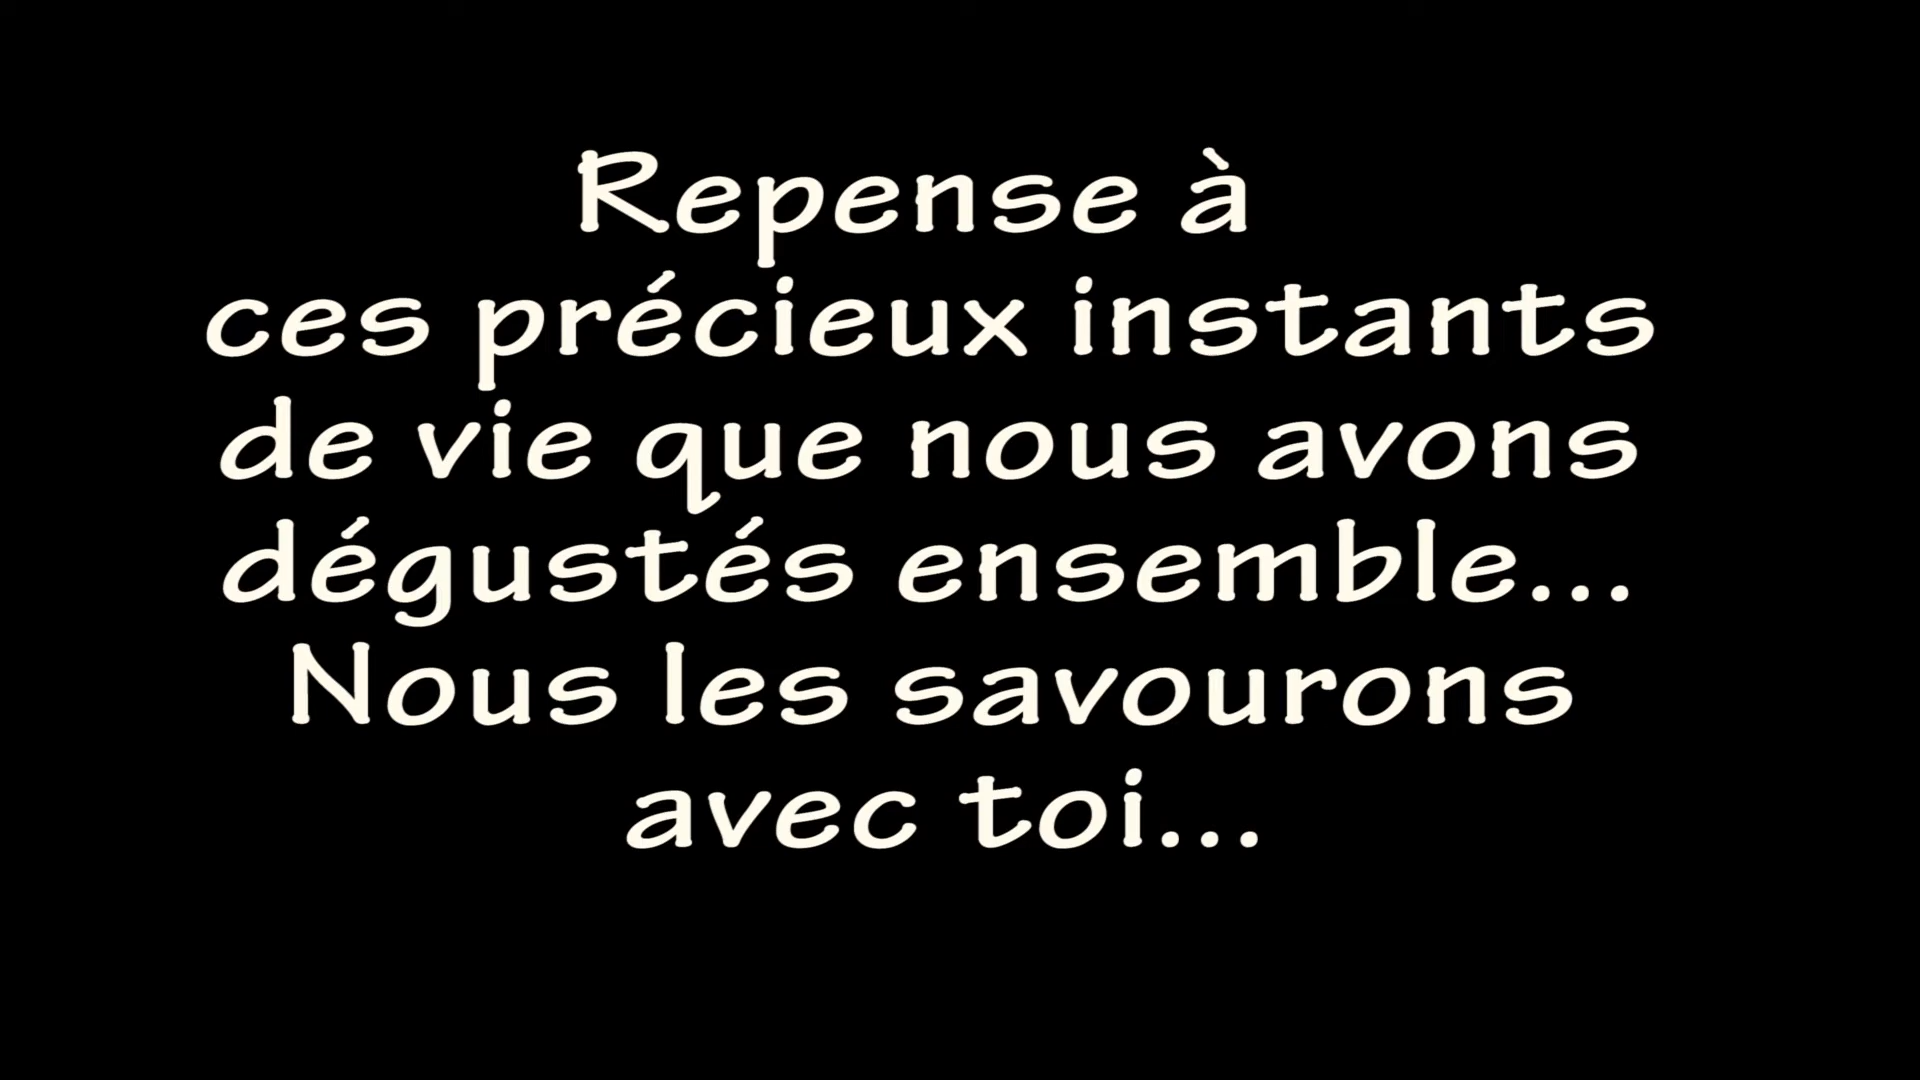 Repense à
ces précieux instants
de vie que nous avons
dégustés ensemble...
Nous les savourons
avec toi...